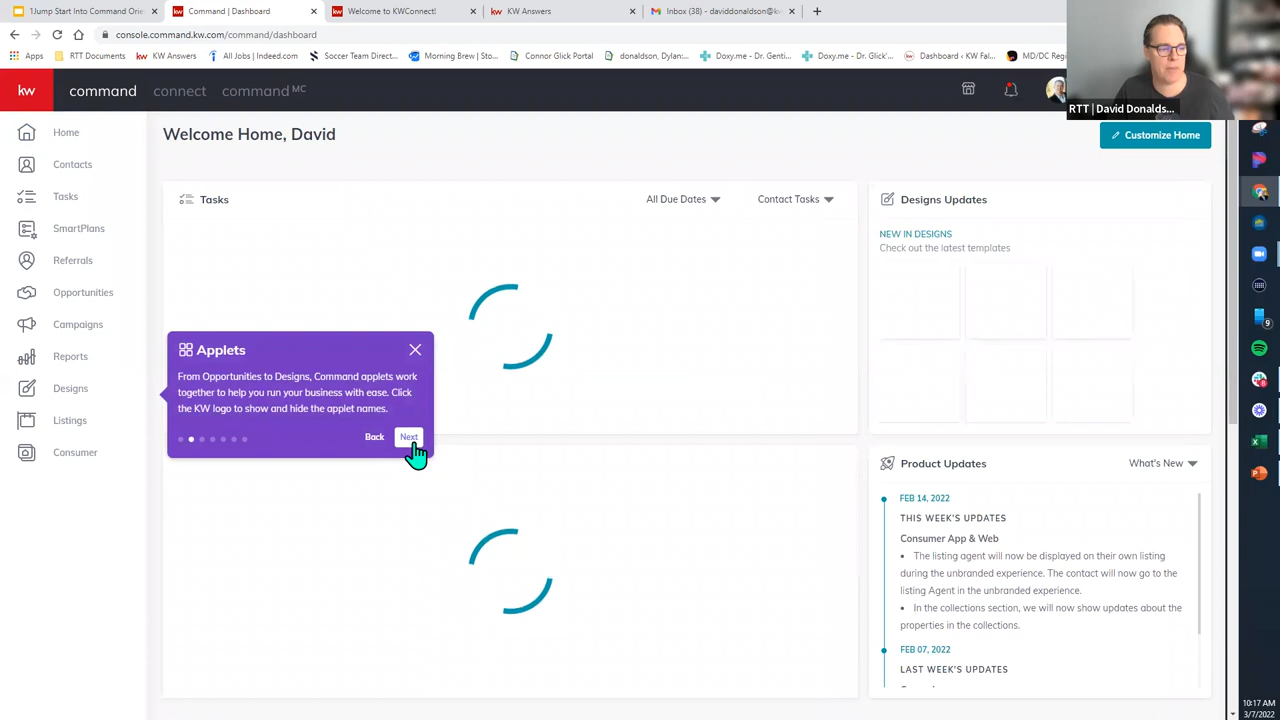 1Jump Start Into Command Orie
Command | Dashboard
Welcome to KWConnect!
KW Answers
Inbox (38) - daviddonaldson@kw
console.command.kw.com/command/dashboard
Apps
RTT Documents
KW Answers
All Jobs | Indeed.com
Soccer Team Direct...
Morning Brew | Sto...
Connor Glick Portal
donaldson, Dylan:...
Doxy.me - Dr. Genti...
Doxy.me - Dr. Glick'...
Dashboard ‹ KW Fal...
MD/DC Reg
RTT | David Donalds...
kw
command
connect
command MC
Home
Contacts
Tasks
SmartPlans
Referrals
Opportunities
Campaigns
Reports
Designs
Listings
Consumer
Welcome Home, David
Customize Home
Tasks
All Due Dates
Contact Tasks
Designs Updates
NEW IN DESIGNS
Check out the latest templates
Applets
From Opportunities to Designs, Command applets work
together to help you run your business with ease. Click
the KW logo to show and hide the applet names.
Back
Next
Product Updates
What's New
FEB 14, 2022
THIS WEEK'S UPDATES
Consumer App & Web
• The listing agent will now be displayed on their own listing
during the unbranded experience. The contact will now go to the
listing Agent in the unbranded experience.
• In the collections section, we will now show updates about the
properties in the collections.
FEB 07, 2022
LAST WEEK'S UPDATES
9
10:17 AM
3/7/2022